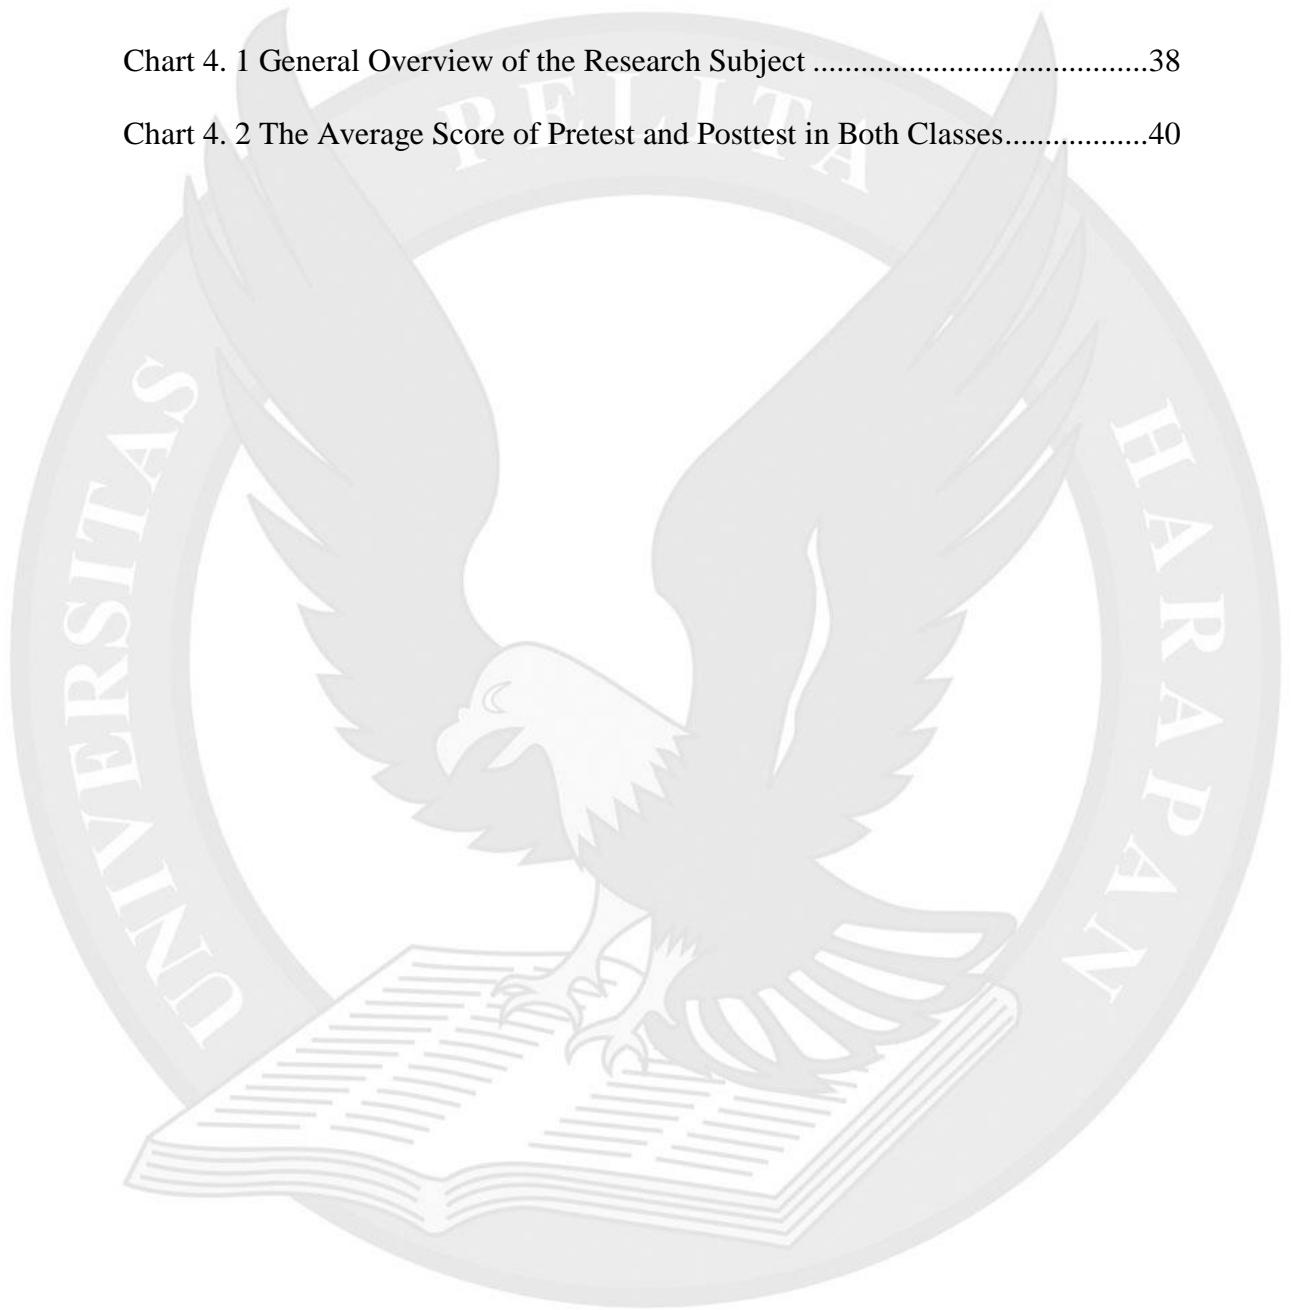 Chart 4. 1 General Overview of the Research Subject ......................................38
Chart 4. 2 The Average Score of Pretest and Posttest in Both Classes.................40
UNIVERSITAS PELITA HARAPAN